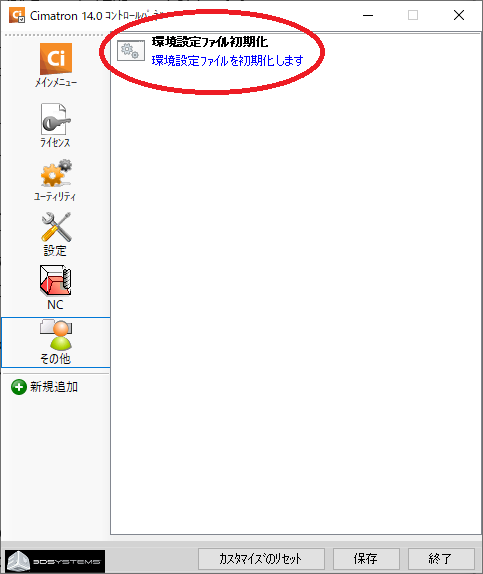 Cimatron 14.0 ｺﾝﾄﾛｰﾙﾊﾟﾈﾙ
環境設定ﾌｧｲﾙ初期化
環境設定ﾌｧｲﾙを初期化します
Ci
ﾒｲﾝﾒﾆｭｰ
ﾗｲｾﾝｽ
ﾕｰﾃｨﾘﾃｨ
設定
NC
その他
新規追加
3D SYSTEMS
ｶｽﾀﾏｲｽﾞのﾘｾｯﾄ
保存
終了